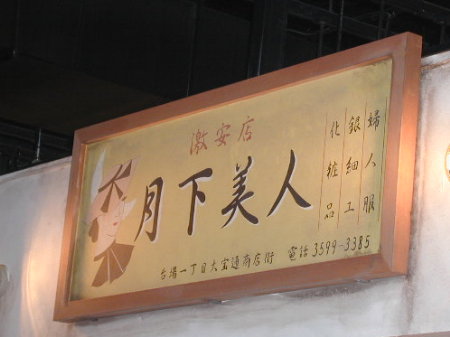 激安店
月下美人
婦人服
銀細工
化粧品
台場一丁目大宝通商店街 電話 3599-3385